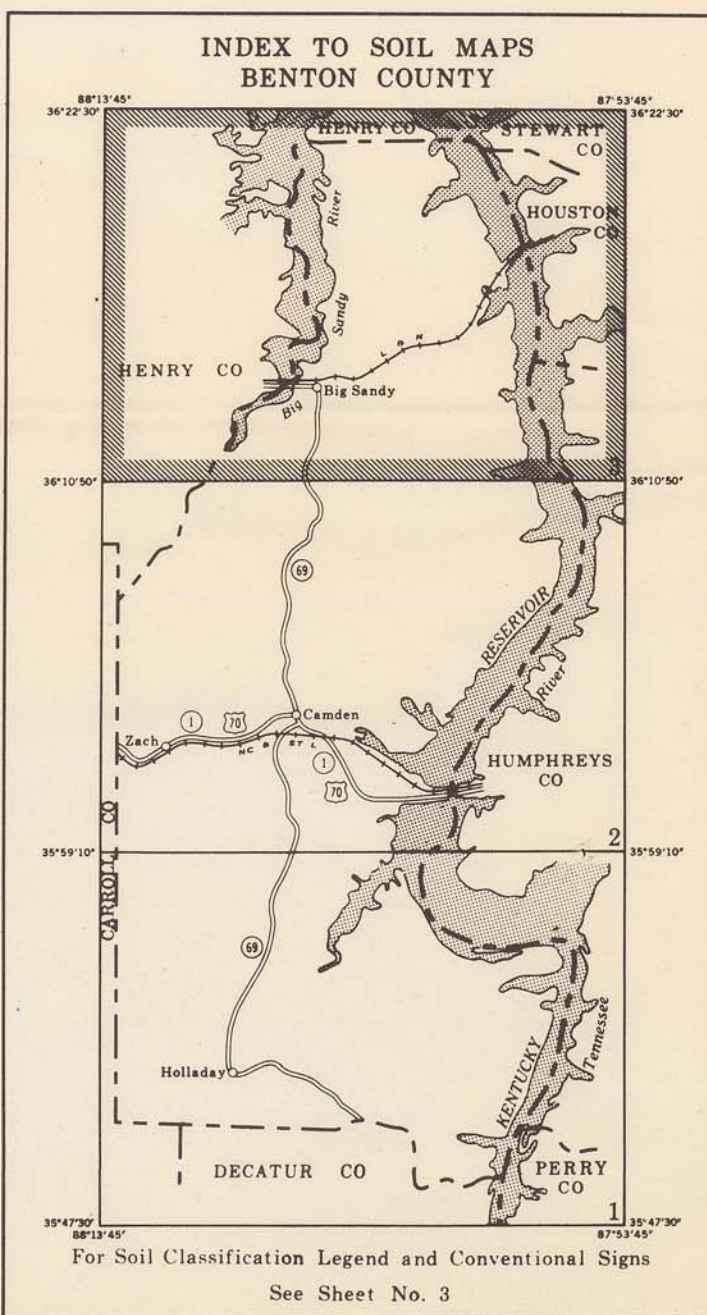 INDEX TO SOIL MAPS
BENTON COUNTY
88°13'45"
87°53'45"
36°22'30"
36°22'30"
HENRY CO
STEWART
CO
HOUSTON
CO
River
Sandy
Big
L & N
HENRY CO
Big Sandy
3
36°10'50"
36°10'50"
69
RESERVOIR
River
Camden
1
70
Zach
NC & ST L
1
70
HUMPHREYS
CO
2
35°59'10"
35°59'10"
CARROLL CO
69
Holladay
KENTUCKY
Tennessee
DECATUR CO
PERRY
CO
1
35°47'30"
35°47'30"
88°13'45"
87°53'45"
For Soil Classification Legend and Conventional Signs
See Sheet No. 3